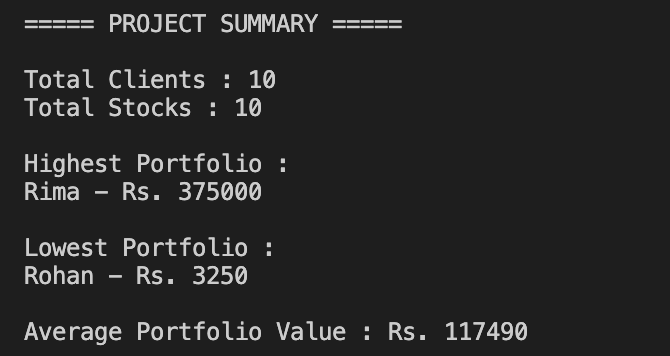 ===== PROJECT SUMMARY =====
Total Clients : 10
Total Stocks : 10
Highest Portfolio :
Rima - Rs. 375000
Lowest Portfolio :
Rohan - Rs. 3250
Average Portfolio Value : Rs. 117490